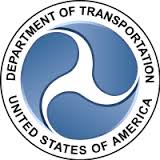 DEPARTMENT OF TRANSPORTATION
UNITED STATES OF AMERICA